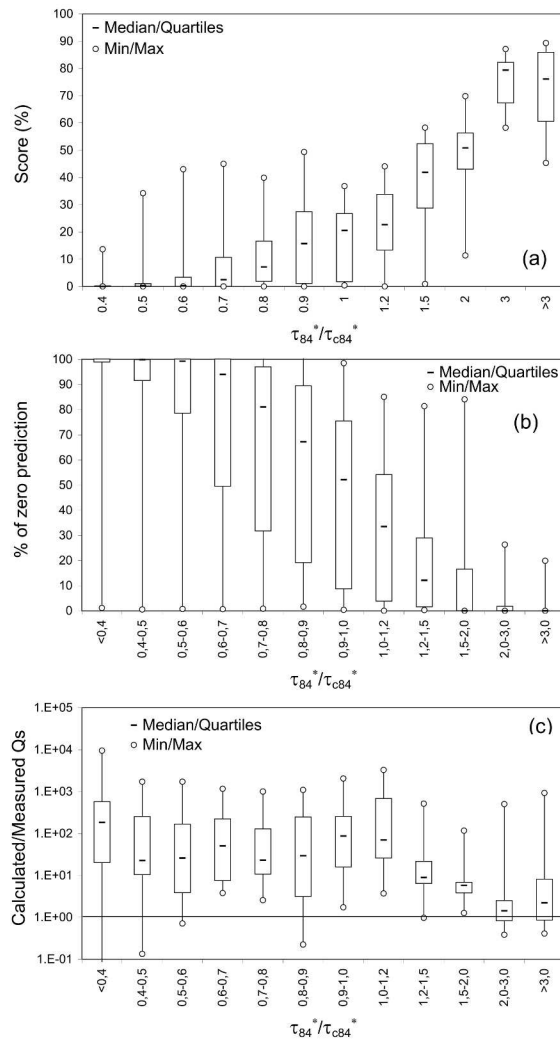 100
90
80
70
60
50
40
30
20
10
0
Score (%)
Median/Quartiles
Min/Max
(a)
0.4
0.5
0.6
0.7
0.8
0.9
1
1.2
1.5
2
3
>3
τ84*/τc84*
100
90
80
70
60
50
40
30
20
10
0
% of zero prediction
Median/Quartiles
Min/Max
(b)
<0,4
0,4-0,5
0,5-0,6
0,6-0,7
0,7-0,8
0,8-0,9
0,9-1,0
1,0-1,2
1,2-1,5
1,5-2,0
2,0-3,0
>3,0
τ84*/τc84*
1.E+05
1.E+04
1.E+03
1.E+02
1.E+01
1.E+00
1.E-01
Calculated/Measured Qs
Median/Quartiles
Min/Max
(c)
<0,4
0,4-0,5
0,5-0,6
0,6-0,7
0,7-0,8
0,8-0,9
0,9-1,0
1,0-1,2
1,2-1,5
1,5-2,0
2,0-3,0
>3,0
τ84*/τc84*